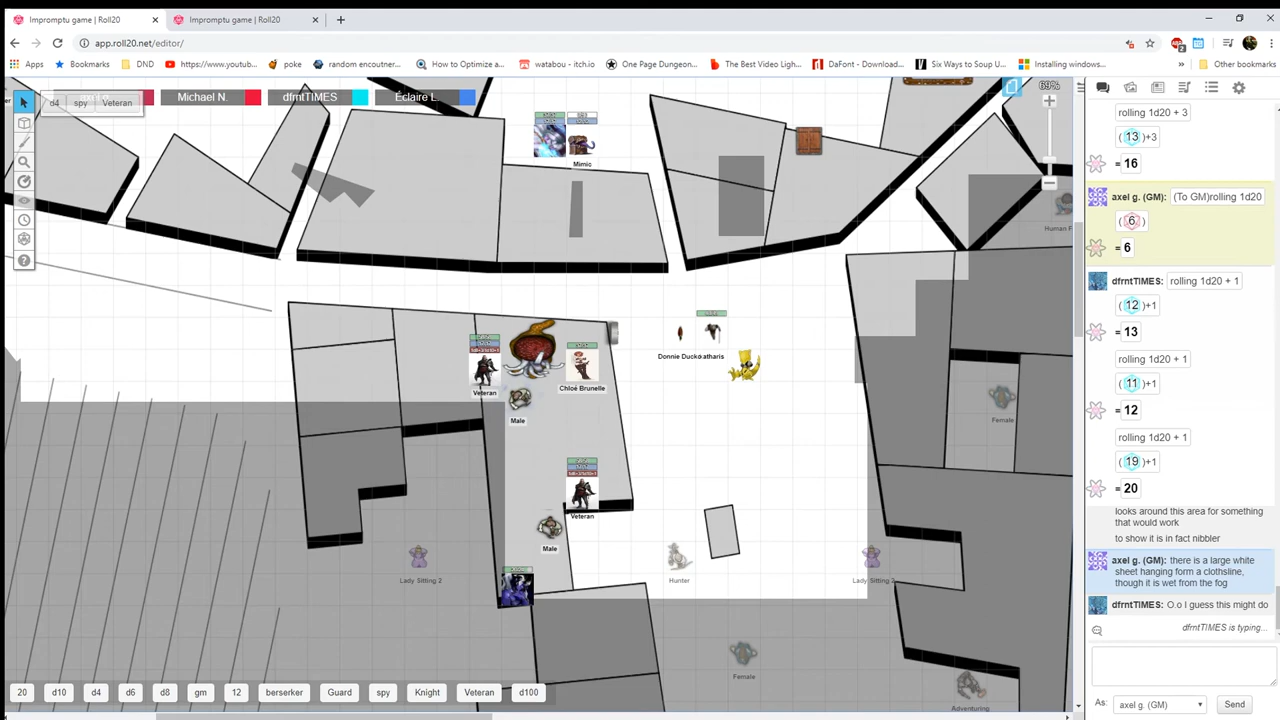 Impromptu game | Roll20
Impromptu game | Roll20
app.roll20.net/editor/
Apps
Bookmarks
DND
https://www.youtub...
poke
random encoutner...
How to Optimize a...
watabou - itch.io
One Page Dungeon...
The Best Video Ligh...
DaFont - Download...
Six Ways to Soup U...
Installing windows...
Other bookmarks
d4
spy
Veteran
Michael N.
dfrntTIMES
Éclaire L.
69%
Mimic
Human F
Donnie Ducko
atharis
Veteran
Chloé Brunelle
Male
Female
Veteran
Male
Lady Sitting 2
Hunter
Lady Sitting 2
Female
Adventuring
rolling 1d20 + 3
(13)+3
= 16
axel g. (GM): (To GM)rolling 1d20
(6)
= 6
dfrntTIMES: rolling 1d20 + 1
(12)+1
= 13
rolling 1d20 + 1
(11)+1
= 12
rolling 1d20 + 1
(19)+1
= 20
looks around this area for something
that would work
to show it is in fact nibbler
axel g. (GM): there is a large white
sheet hanging form a clothsline,
though it is wet from the fog
dfrntTIMES: O.o I guess this might do
dfrntTIMES is typing...
As: axel g. (GM)
Send
20
d10
d4
d6
d8
gm
12
berserker
Guard
spy
Knight
Veteran
d100